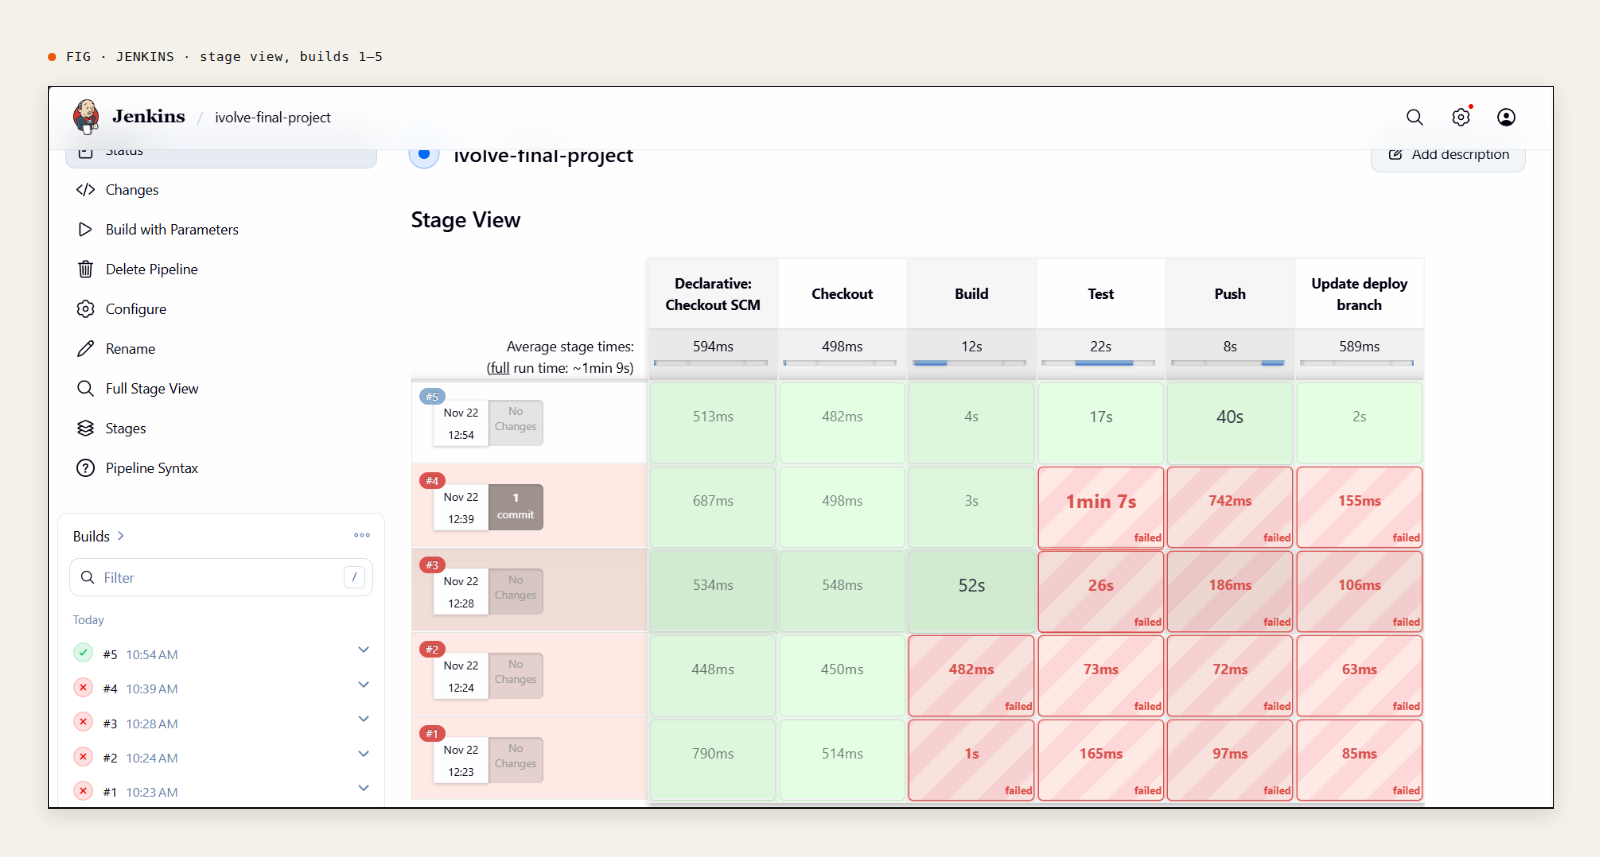 FIG · JENKINS · stage view, builds 1–5
Jenkins / ivolve-final-project
Status
Changes
Build with Parameters
Delete Pipeline
Configure
Rename
Full Stage View
Stages
Pipeline Syntax
Builds
Filter /
Today
#5 10:54 AM
#4 10:39 AM
#3 10:28 AM
#2 10:24 AM
#1 10:23 AM
ivolve-final-project
Add description
Stage View
Declarative: Checkout SCM
Checkout
Build
Test
Push
Update deploy branch
Average stage times:
(full run time: ~1min 9s)
594ms 498ms 12s 22s 8s 589ms
#5
Nov 22 No
12:54 Changes
513ms 482ms 4s 17s 40s 2s
#4
Nov 22 1
12:39 commit
687ms 498ms 3s 1min 7s 742ms 155ms
failed failed failed
#3
Nov 22 No
12:28 Changes
534ms 548ms 52s 26s 186ms 106ms
failed failed failed
#2
Nov 22 No
12:24 Changes
448ms 450ms 482ms 73ms 72ms 63ms
failed failed failed failed
#1
Nov 22 No
12:23 Changes
790ms 514ms 1s 165ms 97ms 85ms
failed failed failed failed